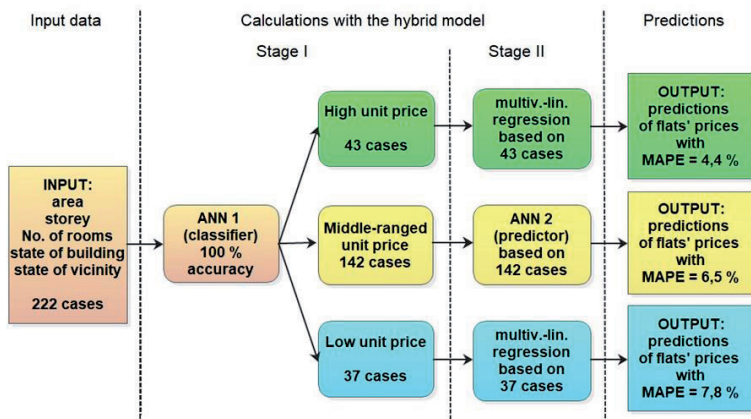 Input data
Calculations with the hybrid model
Predictions
Stage I
Stage II
INPUT:
area
storey
No. of rooms
state of building
state of vicinity
222 cases
ANN 1
(classifier)
100 %
accuracy
High unit price
43 cases
Middle-ranged
unit price
142 cases
Low unit price
37 cases
multiv.-lin.
regression
based on
43 cases
ANN 2
(predictor)
based on
142 cases
multiv.-lin.
regression
based on
37 cases
OUTPUT:
predictions
of flats' prices
with
MAPE = 4,4 %
OUTPUT:
predictions
of flats' prices
with
MAPE = 6,5 %
OUTPUT:
predictions
of flats' prices
with
MAPE = 7,8 %